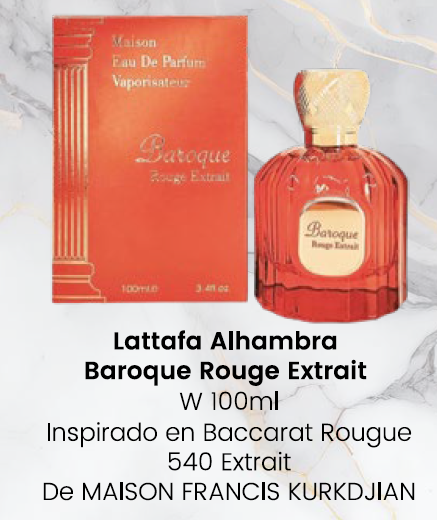 Maison
Eau De Parfum
Vaporisateur
Baroque
Rouge Extrait
100ml℮ 3.4fl oz.
Baroque
Rouge Extrait
Lattafa Alhambra
Baroque Rouge Extrait
W 100ml
Inspirado en Baccarat Rougue
540 Extrait
De MAISON FRANCIS KURKDJIAN